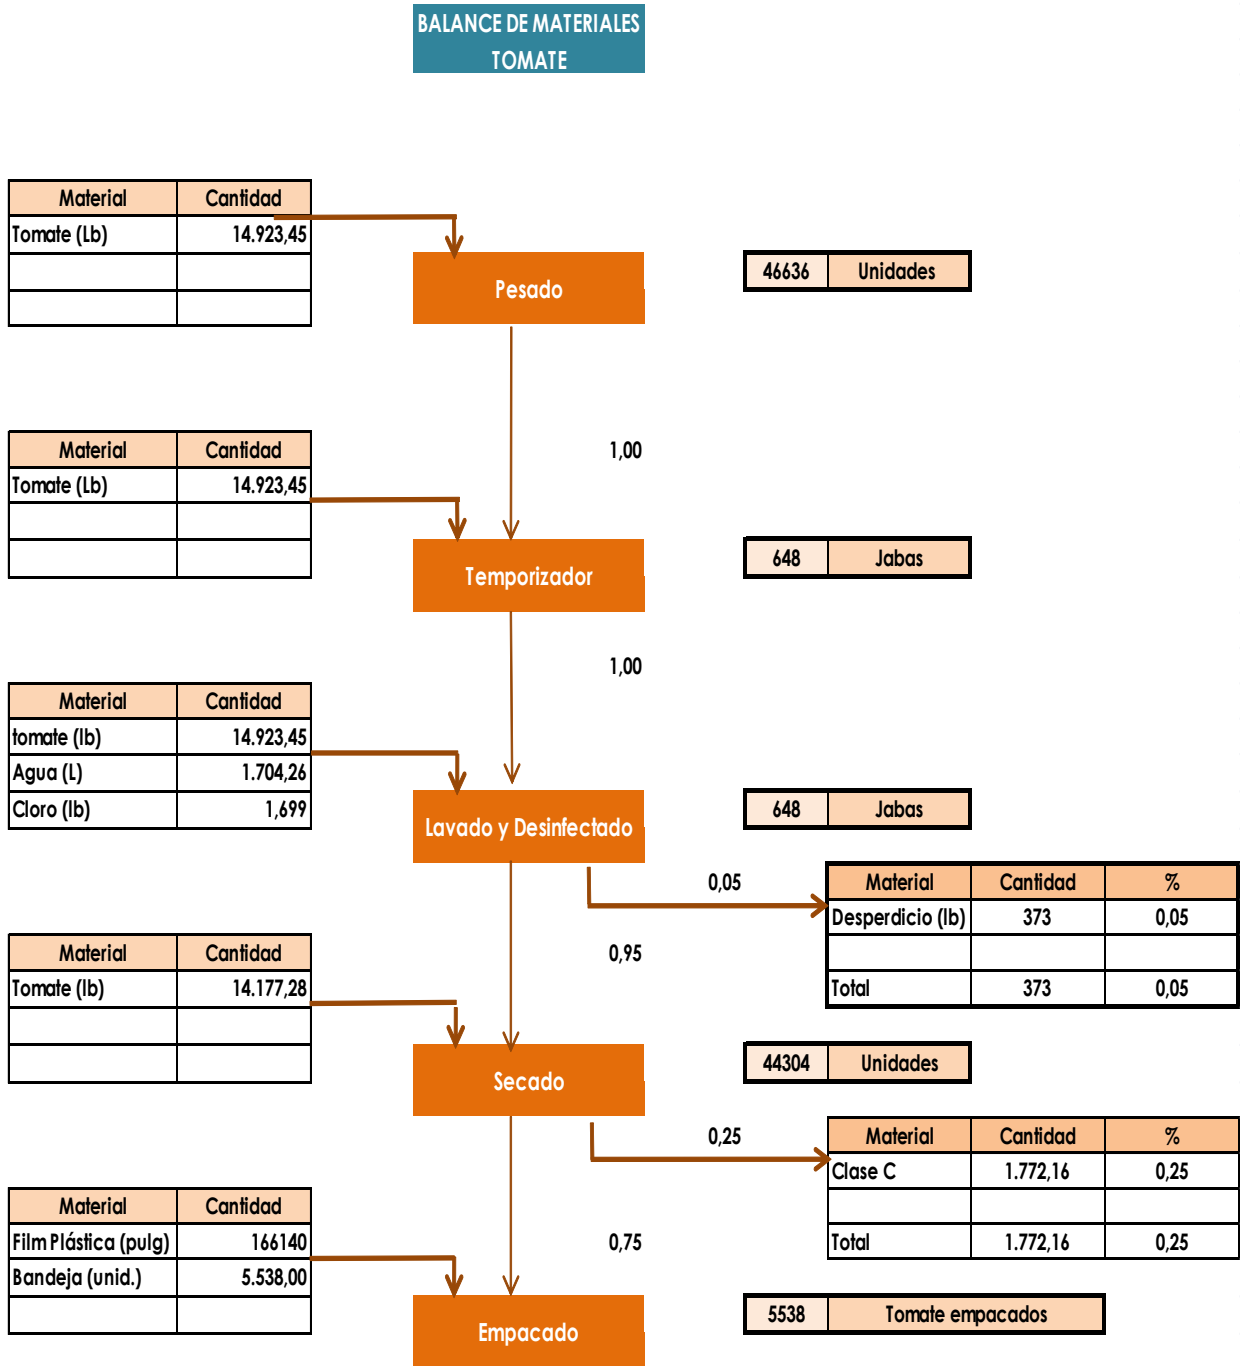 BALANCE DE MATERIALES
TOMATE
Material Cantidad
Tomate (Lb) 14.923,45
Pesado
46636 Unidades
1,00
Material Cantidad
Tomate (Lb) 14.923,45
Temporizador
648 Jabas
1,00
Material Cantidad
tomate (lb) 14.923,45
Agua (L) 1.704,26
Cloro (lb) 1,699
Lavado y Desinfectado
648 Jabas
0,05
Material Cantidad %
Desperdicio (lb) 373 0,05
Total 373 0,05
0,95
Material Cantidad
Tomate (lb) 14.177,28
Secado
44304 Unidades
0,25
Material Cantidad %
Clase C 1.772,16 0,25
Total 1.772,16 0,25
0,75
Material Cantidad
Film Plástica (pulg) 166140
Bandeja (unid.) 5.538,00
Empacado
5538 Tomate empacados